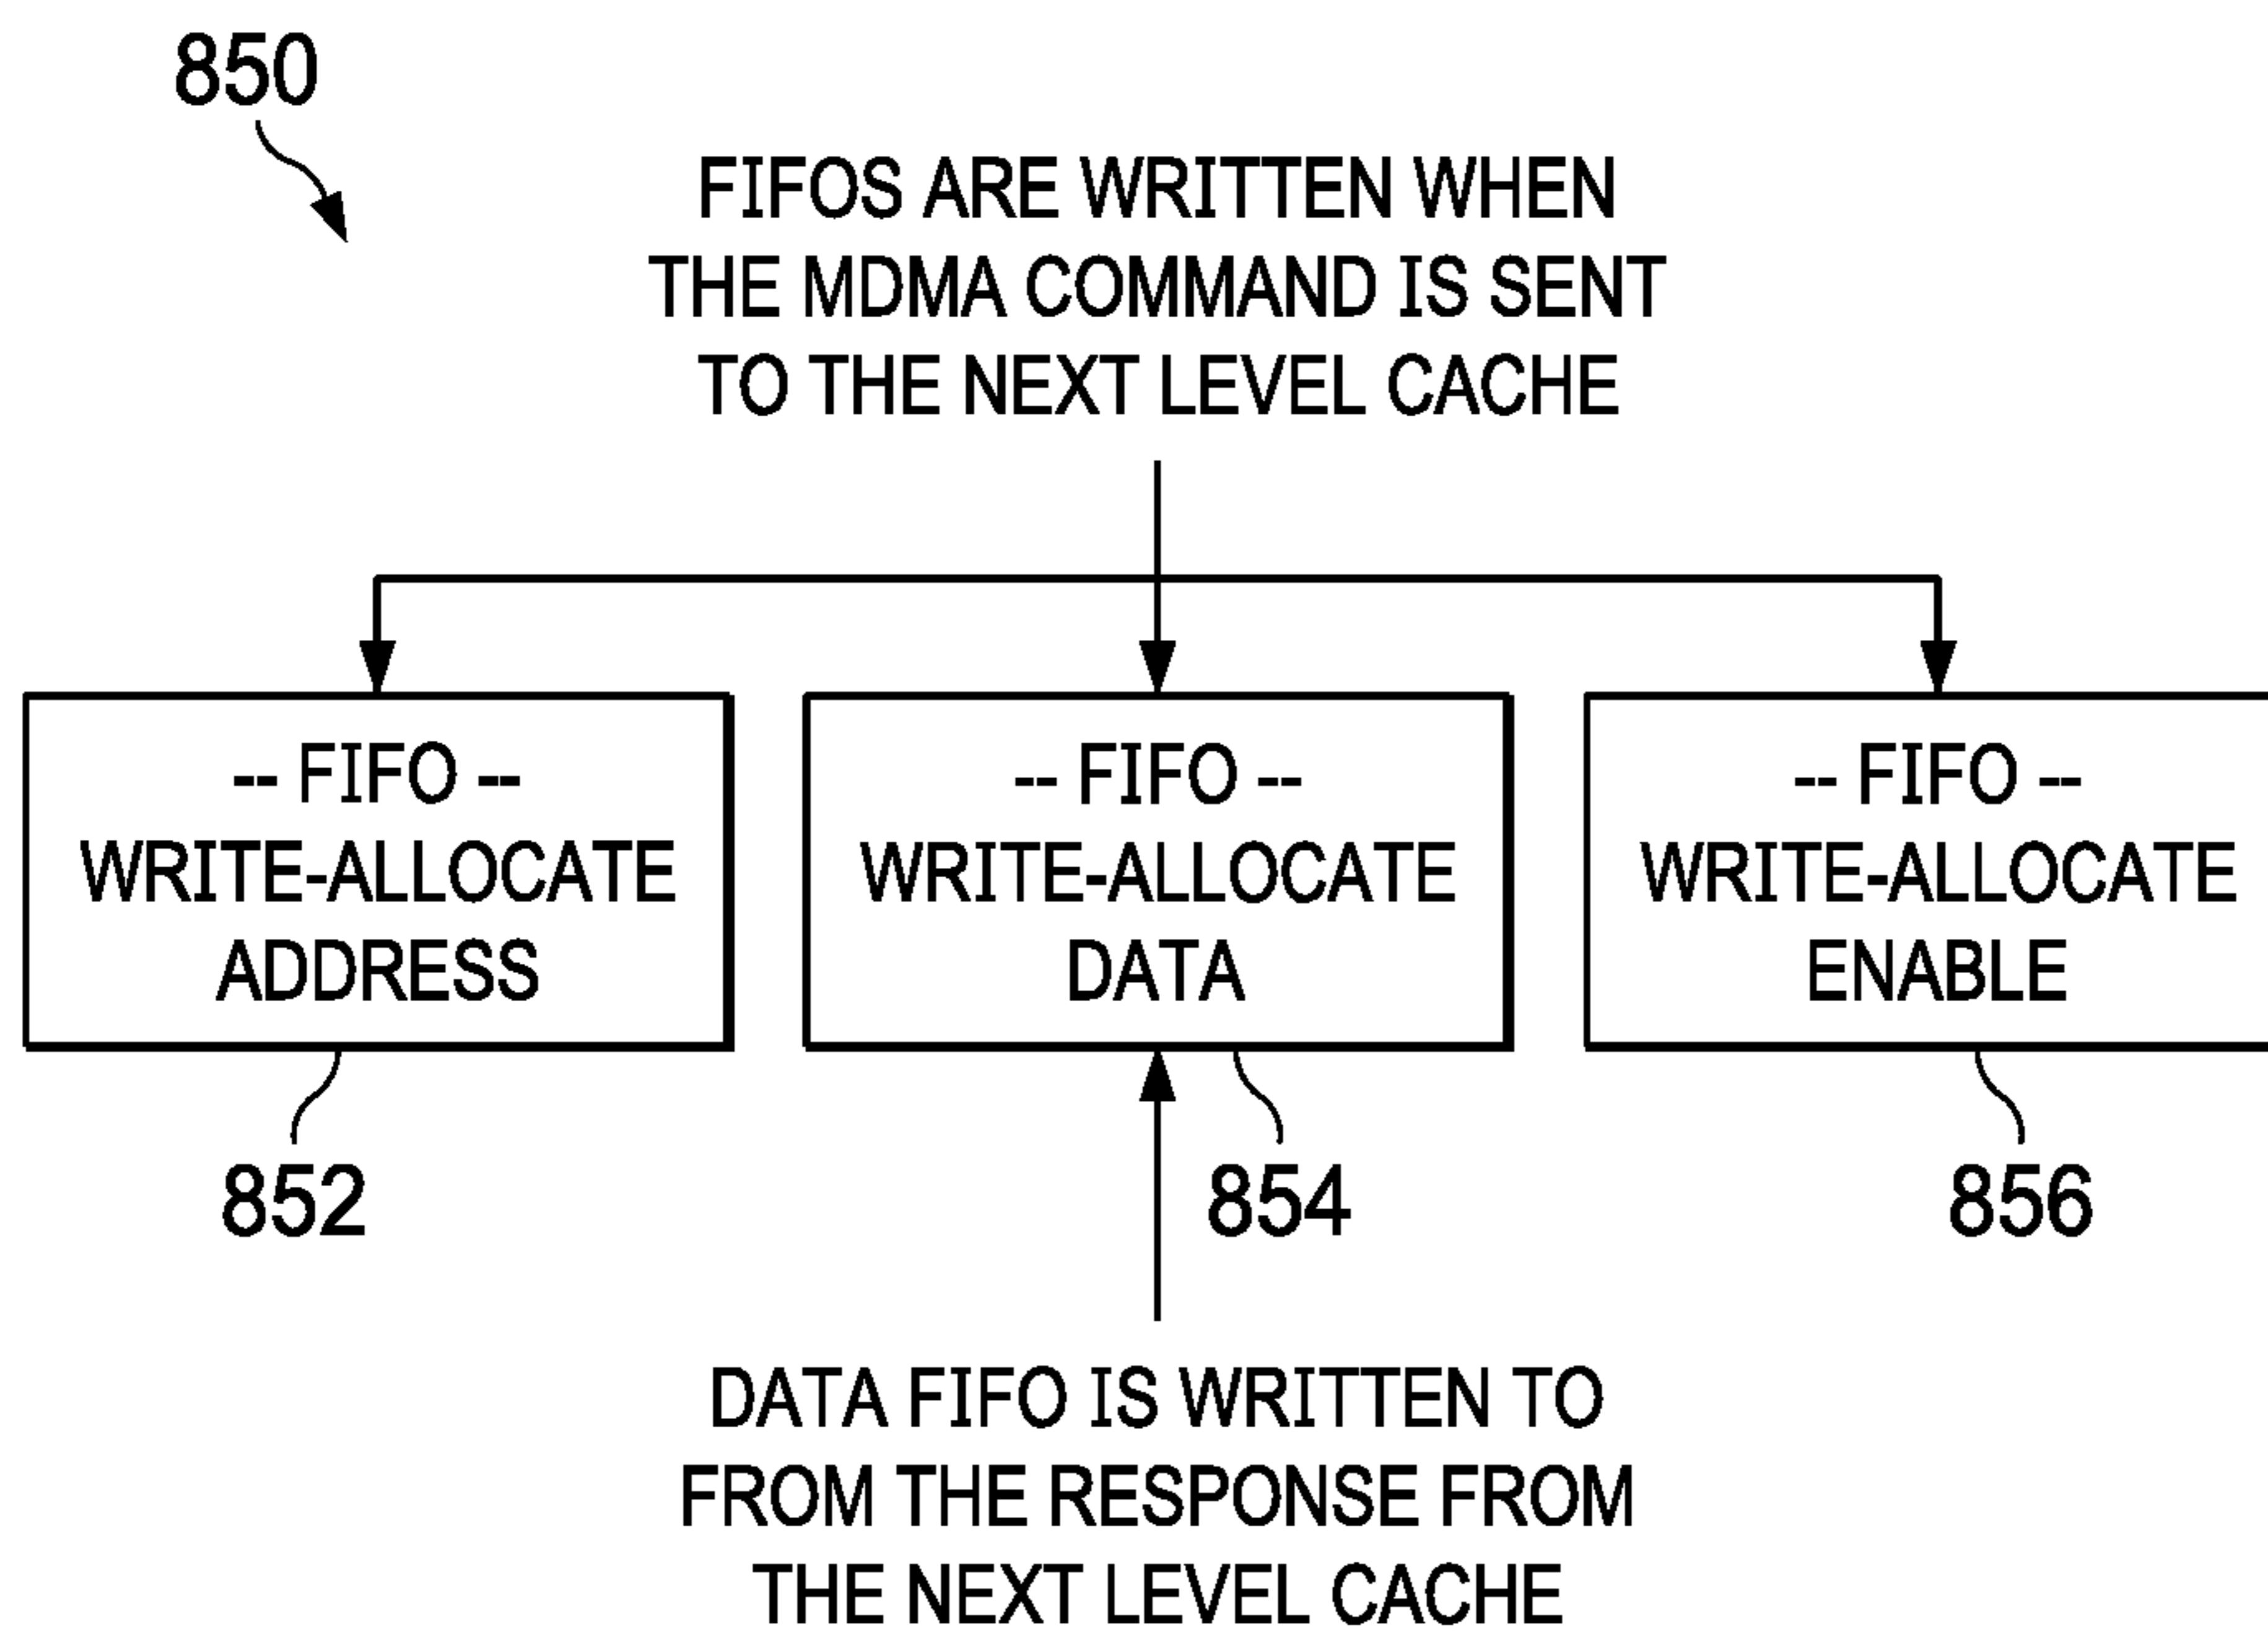 850
FIFOS ARE WRITTEN WHEN
THE MDMA COMMAND IS SENT
TO THE NEXT LEVEL CACHE
-- FIFO --
WRITE-ALLOCATE
ADDRESS
-- FIFO --
WRITE-ALLOCATE
DATA
-- FIFO --
WRITE-ALLOCATE
ENABLE
852
854
856
DATA FIFO IS WRITTEN TO
FROM THE RESPONSE FROM
THE NEXT LEVEL CACHE